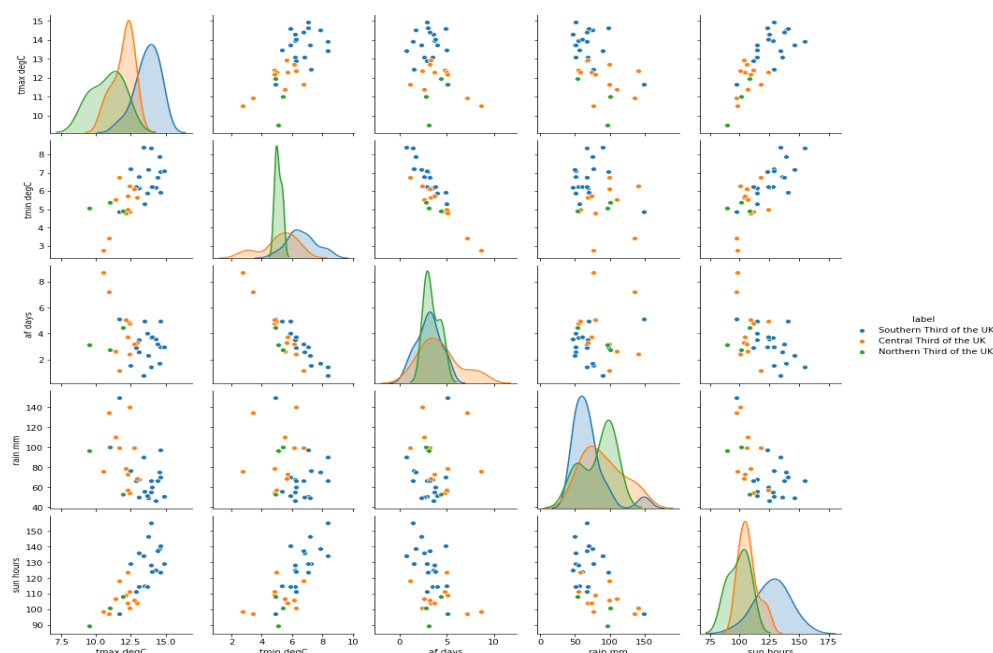 15
14
13
12
11
10
tmax degC
8
7
6
5
4
3
tmin degC
8
6
4
2
af days
label
Southern Third of the UK
Central Third of the UK
Northern Third of the UK
140
120
100
80
60
40
rain mm
150
140
130
120
110
100
90
sun hours
7.5 10.0 12.5 15.0
2 4 6 8 10
0 5 10
0 50 100 150
75 100 125 150 175
tmax degC
tmin degC
af days
rain mm
sun hours